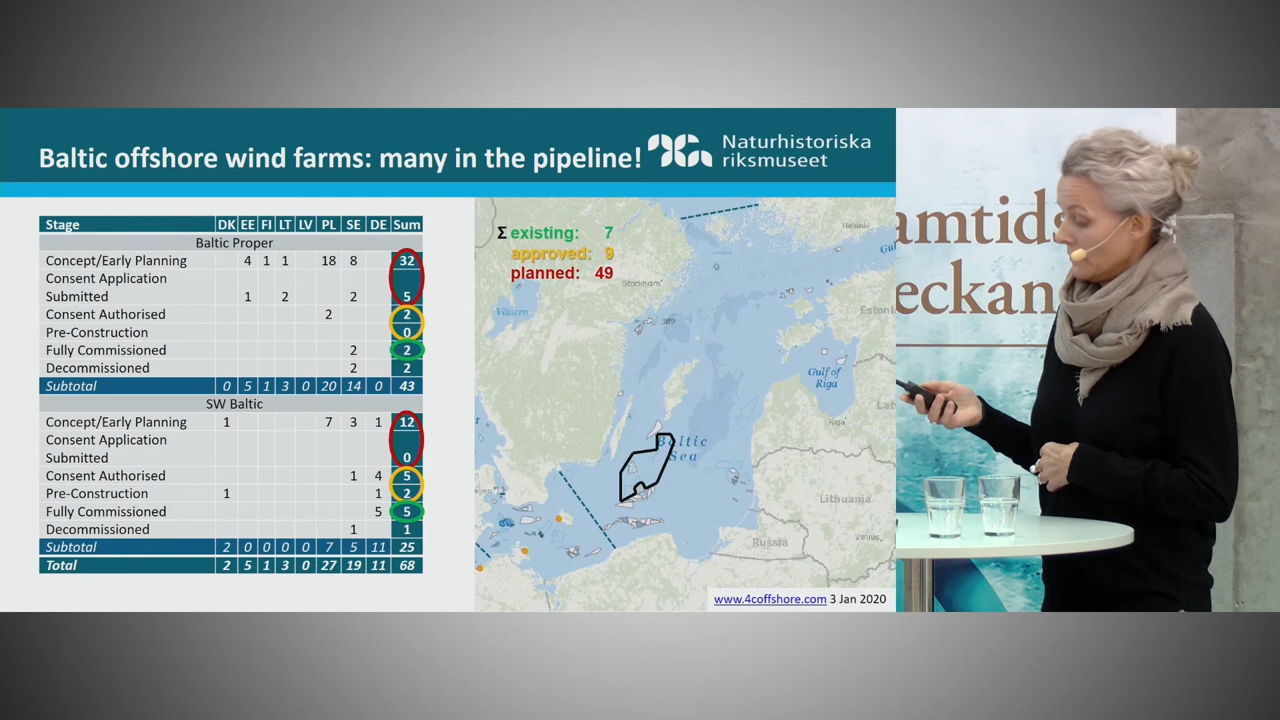 Baltic offshore wind farms: many in the pipeline!
Naturhistoriska
riksmuseet
Stage DK EE FI LT LV PL SE DE Sum
Baltic Proper
Concept/Early Planning 4 1 1 18 8 32
Consent Application
Submitted 1 2 2 5
Consent Authorised 2 2
Pre-Construction 0
Fully Commissioned 2 2
Decommissioned 2 2
Subtotal 0 5 1 3 0 20 14 0 43
SW Baltic
Concept/Early Planning 1 7 3 1 12
Consent Application
Submitted 0
Consent Authorised 1 4 5
Pre-Construction 1 1 2
Fully Commissioned 5 5
Decommissioned 1 1
Subtotal 2 0 0 0 0 7 5 11 25
Total 2 5 1 3 0 27 19 11 68
Σ existing: 7
approved: 9
planned: 49
Helsinki
Stockholm
Vänern
389
Estoni
Gulf of
Riga
Riga
Baltic
Sea
Lithuania
Vilnius
Russia
www.4coffshore.com 3 Jan 2020
amtids
eckan